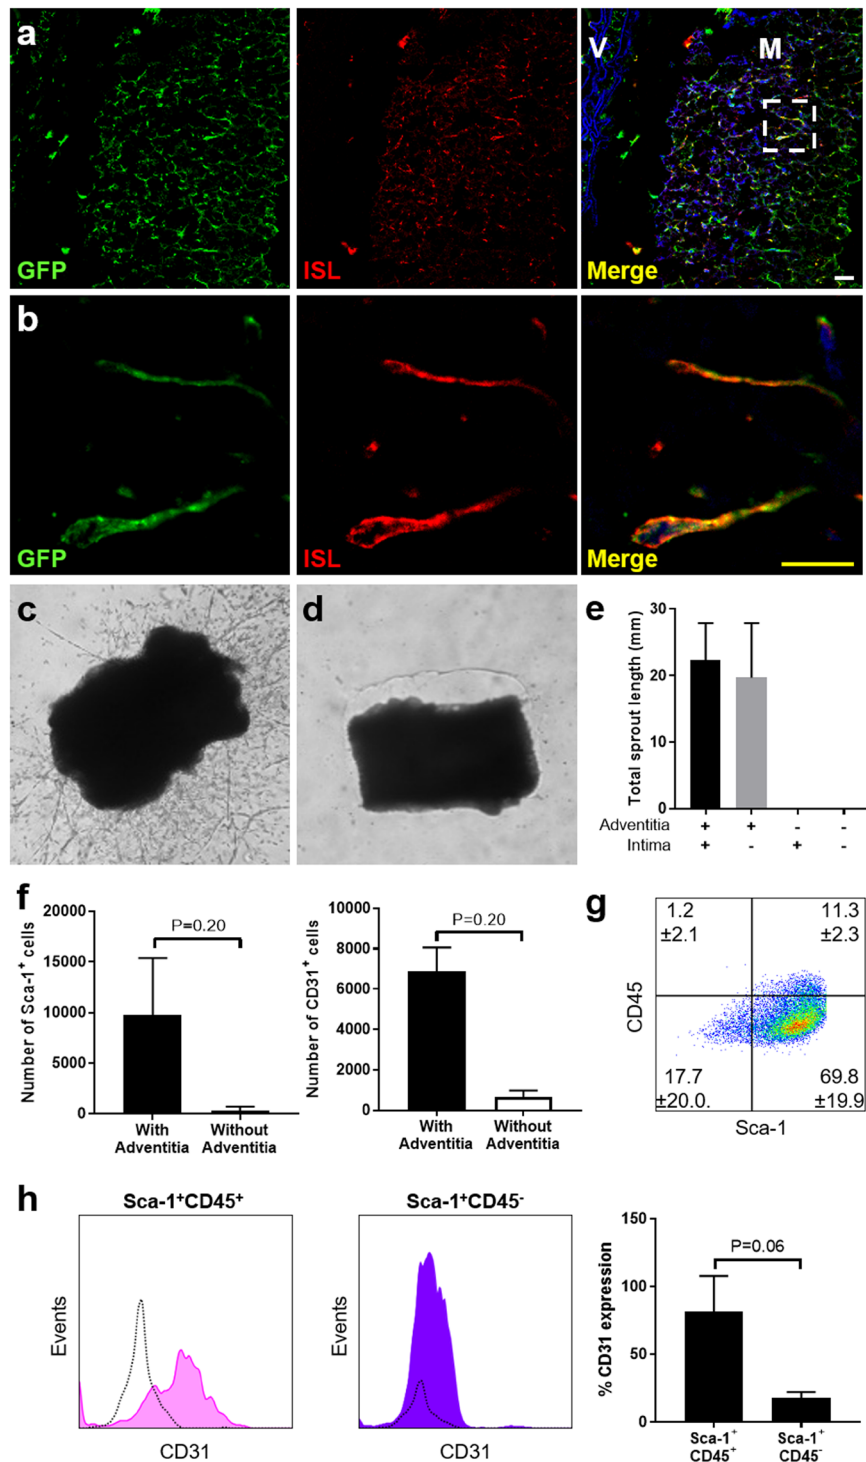 a
V
M
GFP
ISL
Merge
b
GFP
ISL
Merge
c
d
e
Total sprout length (mm)
30
20
10
0
Adventitia + + - -
Intima + - + -
f
Number of Sca-1+ cells
20000
15000
10000
5000
0
P=0.20
With Adventitia
Without Adventitia
Number of CD31+ cells
10000
8000
6000
4000
2000
0
P=0.20
With Adventitia
Without Adventitia
g
CD45
1.2 ±2.1
11.3 ±2.3
17.7 ±20.0.
69.8 ±19.9
Sca-1
h
Sca-1+CD45+
Events
CD31
Sca-1+CD45-
Events
CD31
% CD31 expression
150
100
50
0
P=0.06
Sca-1+ CD45+
Sca-1+ CD45-